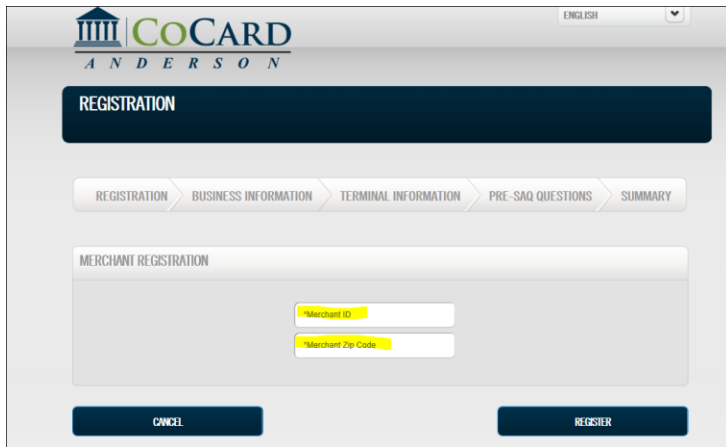 ENGLISH
COCARD
ANDERSON
REGISTRATION
REGISTRATION BUSINESS INFORMATION TERMINAL INFORMATION PRE-SAQ QUESTIONS SUMMARY
MERCHANT REGISTRATION
*Merchant ID
*Merchant Zip Code
CANCEL REGISTER